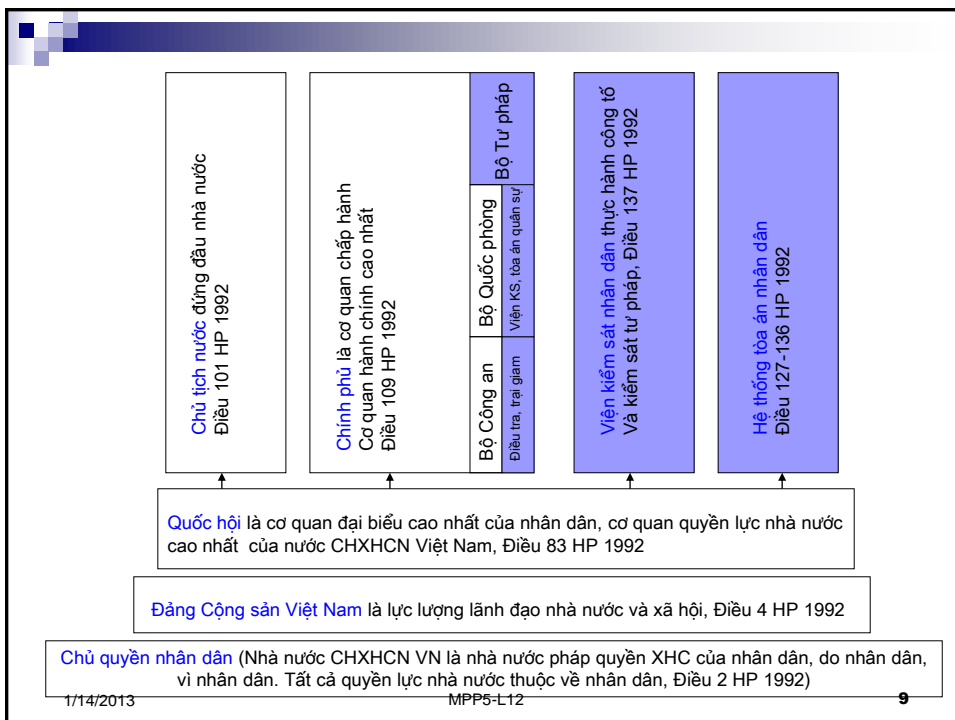 Chủ tịch nước đứng đầu nhà nước
Điều 101 HP 1992
Chính phủ là cơ quan chấp hành
Cơ quan hành chính cao nhất
Điều 109 HP 1992
Bộ Công an
Bộ Quốc phòng
Bộ Tư pháp
Điều tra, trại giam
Viện KS, tòa án quân sự
Viện kiểm sát nhân dân thực hành công tố
Và kiểm sát tư pháp, Điều 137 HP 1992
Hệ thống tòa án nhân dân
Điều 127-136 HP 1992
Quốc hội là cơ quan đại biểu cao nhất của nhân dân, cơ quan quyền lực nhà nước
cao nhất của nước CHXHCN Việt Nam, Điều 83 HP 1992
Đảng Cộng sản Việt Nam là lực lượng lãnh đạo nhà nước và xã hội, Điều 4 HP 1992
Chủ quyền nhân dân (Nhà nước CHXHCN VN là nhà nước pháp quyền XHC của nhân dân, do nhân dân,
vì nhân dân. Tất cả quyền lực nhà nước thuộc về nhân dân, Điều 2 HP 1992)
1/14/2013 MPP5-L12 9